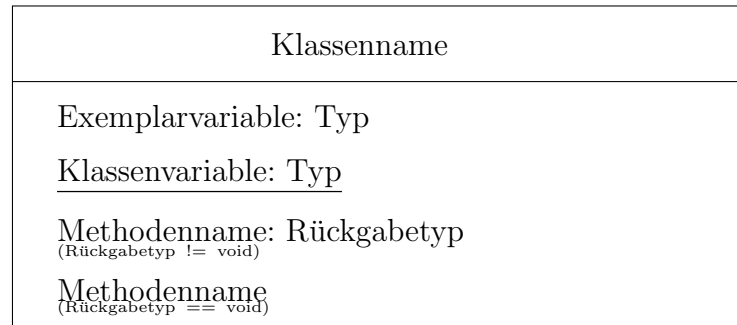 Klassenname
Exemplarvariable: Typ
Klassenvariable: Typ
Methodenname: Rückgabetyp
(Rückgabetyp != void)
Methodenname
(Rückgabetyp == void)